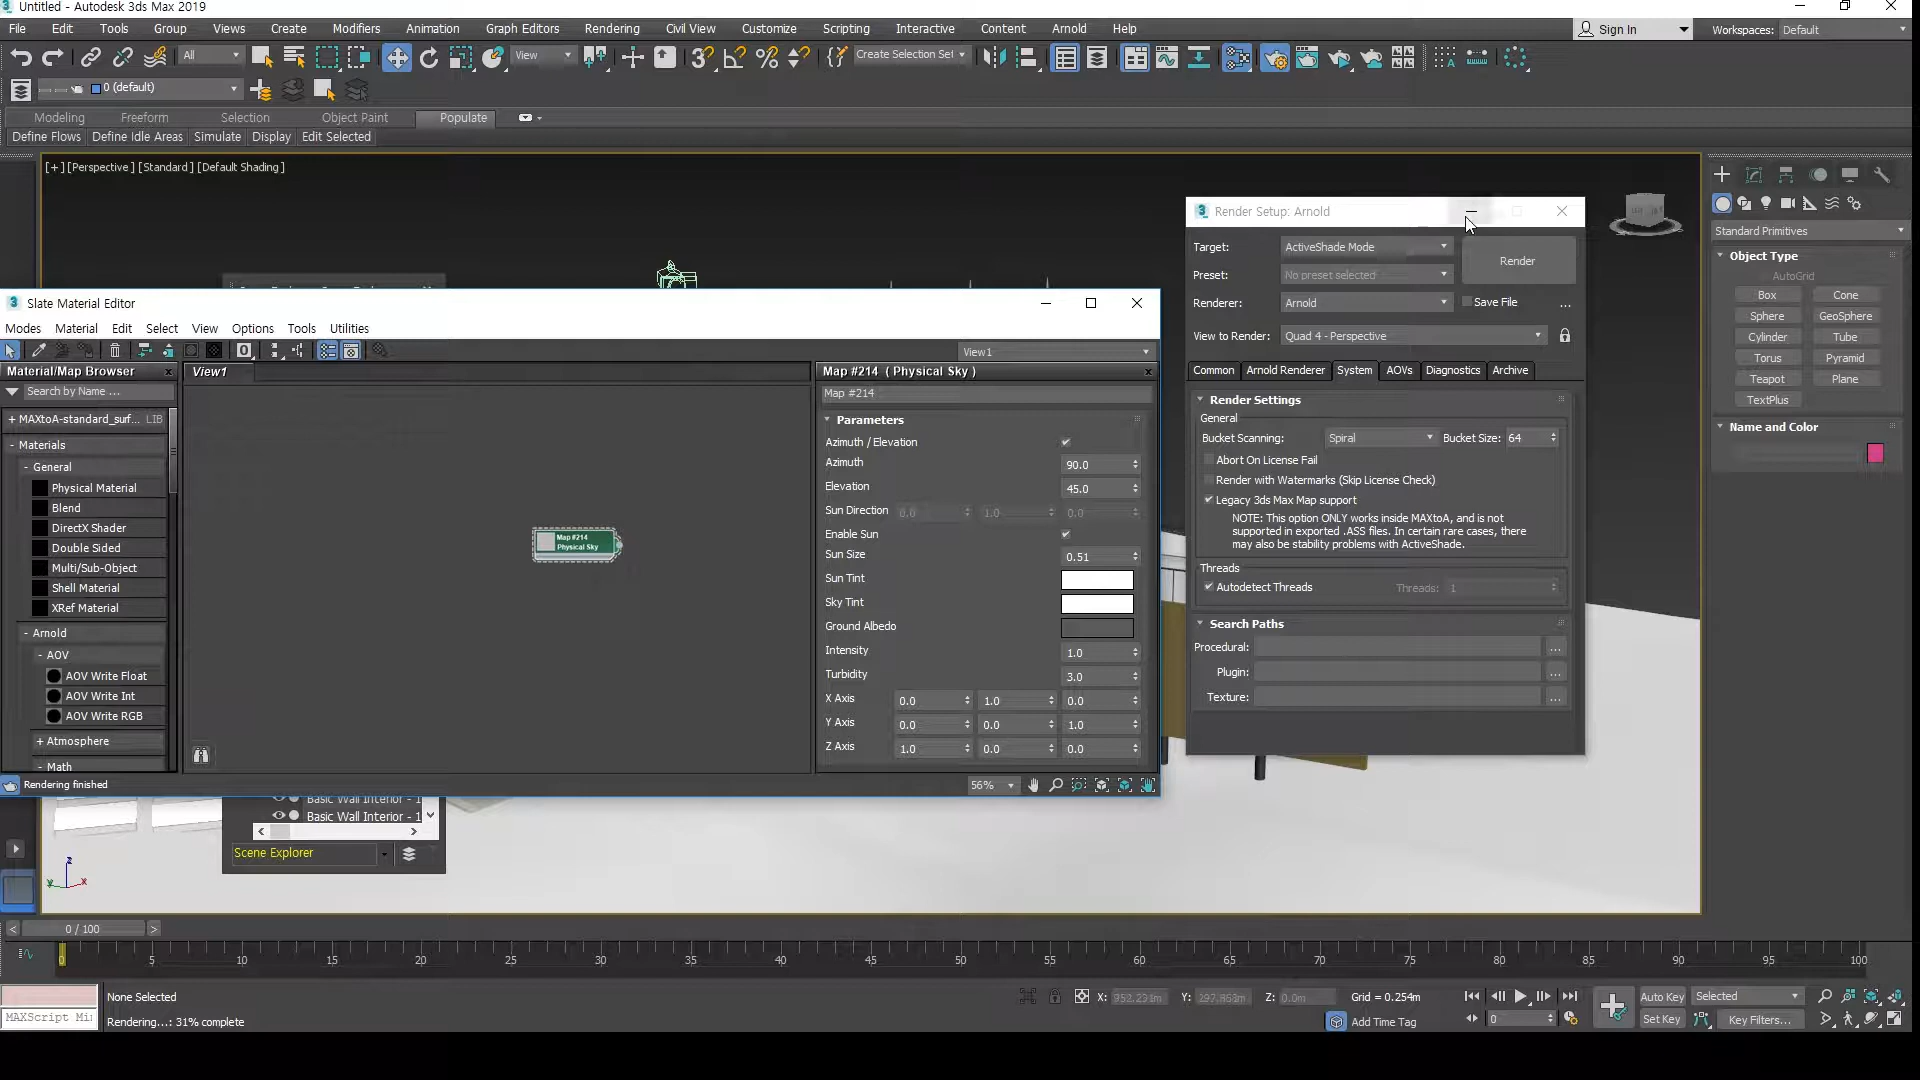 Untitled - Autodesk 3ds Max 2019
File Edit Tools Group Views Create Modifiers Animation Graph Editors Rendering Civil View Customize Scripting Interactive Content Arnold Help
Sign In Workspaces: Default
All View Create Selection Set
0 (default)
Modeling Freeform Selection Object Paint Populate
Define Flows Define Idle Areas Simulate Display Edit Selected
[+] [Perspective] [Standard] [Default Shading]
Slate Material Editor
Modes Material Edit Select View Options Tools Utilities
View1
Material/Map Browser
Search by Name ...
+ MAXtoA-standard_surf... LIB
- Materials
- General
Physical Material
Blend
DirectX Shader
Double Sided
Multi/Sub-Object
Shell Material
XRef Material
- Arnold
- AOV
AOV Write Float
AOV Write Int
AOV Write RGB
+ Atmosphere
- Math
View1
Map #214
Physical Sky
Map #214 ( Physical Sky )
Map #214
Parameters
Azimuth / Elevation
Azimuth 90.0
Elevation 45.0
Sun Direction 0.0 1.0 0.0
Enable Sun
Sun Size 0.51
Sun Tint
Sky Tint
Ground Albedo
Intensity 1.0
Turbidity 3.0
X Axis 0.0 1.0 0.0
Y Axis 0.0 0.0 1.0
Z Axis 1.0 0.0 0.0
Rendering finished
56%
Basic Wall Interior - 1
Basic Wall Interior - 1
Scene Explorer
Render Setup: Arnold
Target: ActiveShade Mode
Render
Preset: No preset selected
Renderer: Arnold Save File ...
View to Render: Quad 4 - Perspective
Common Arnold Renderer System AOVs Diagnostics Archive
Render Settings
General
Bucket Scanning: Spiral Bucket Size: 64
Abort On License Fail
Render with Watermarks (Skip License Check)
Legacy 3ds Max Map support
NOTE: This option ONLY works inside MAXtoA, and is not
supported in exported .ASS files. In certain rare cases, there
may also be stability problems with ActiveShade.
Threads
Autodetect Threads Threads: 1
Search Paths
Procedural: ...
Plugin: ...
Texture: ...
Standard Primitives
Object Type
AutoGrid
Box Cone
Sphere GeoSphere
Cylinder Tube
Torus Pyramid
Teapot Plane
TextPlus
Name and Color
z
y x
< 0 / 100 >
0 5 10 15 20 25 30 35 40 45 50 55 60 65 70 75 80 85 90 95 100
None Selected
X: 952.231m Y: 297.868m Z: 0.0m Grid = 0.254m
Auto Key Selected
MAXScript Mi
Rendering...: 31% complete
Add Time Tag
0
Set Key Key Filters...